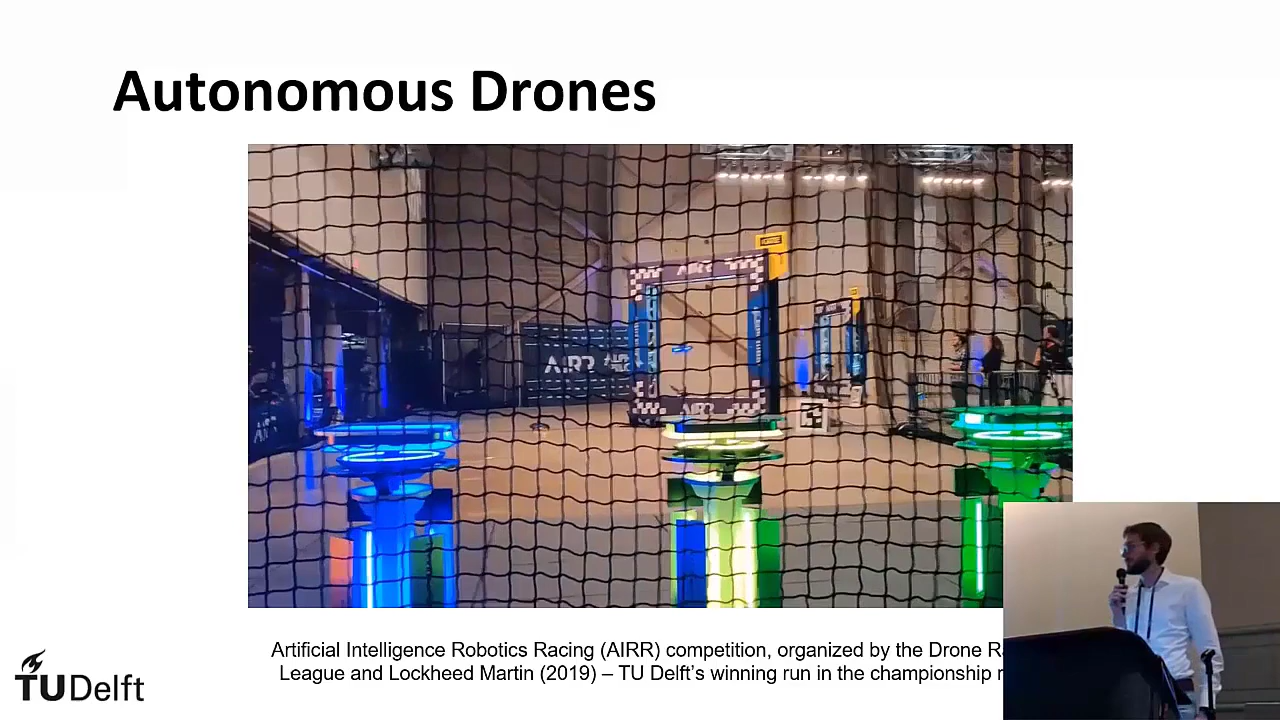 Autonomous Drones
AIRR
AIRR
AIRR
Artificial Intelligence Robotics Racing (AIRR) competition, organized by the Drone
League and Lockheed Martin (2019) – TU Delft's winning run in the championship
TUDelft